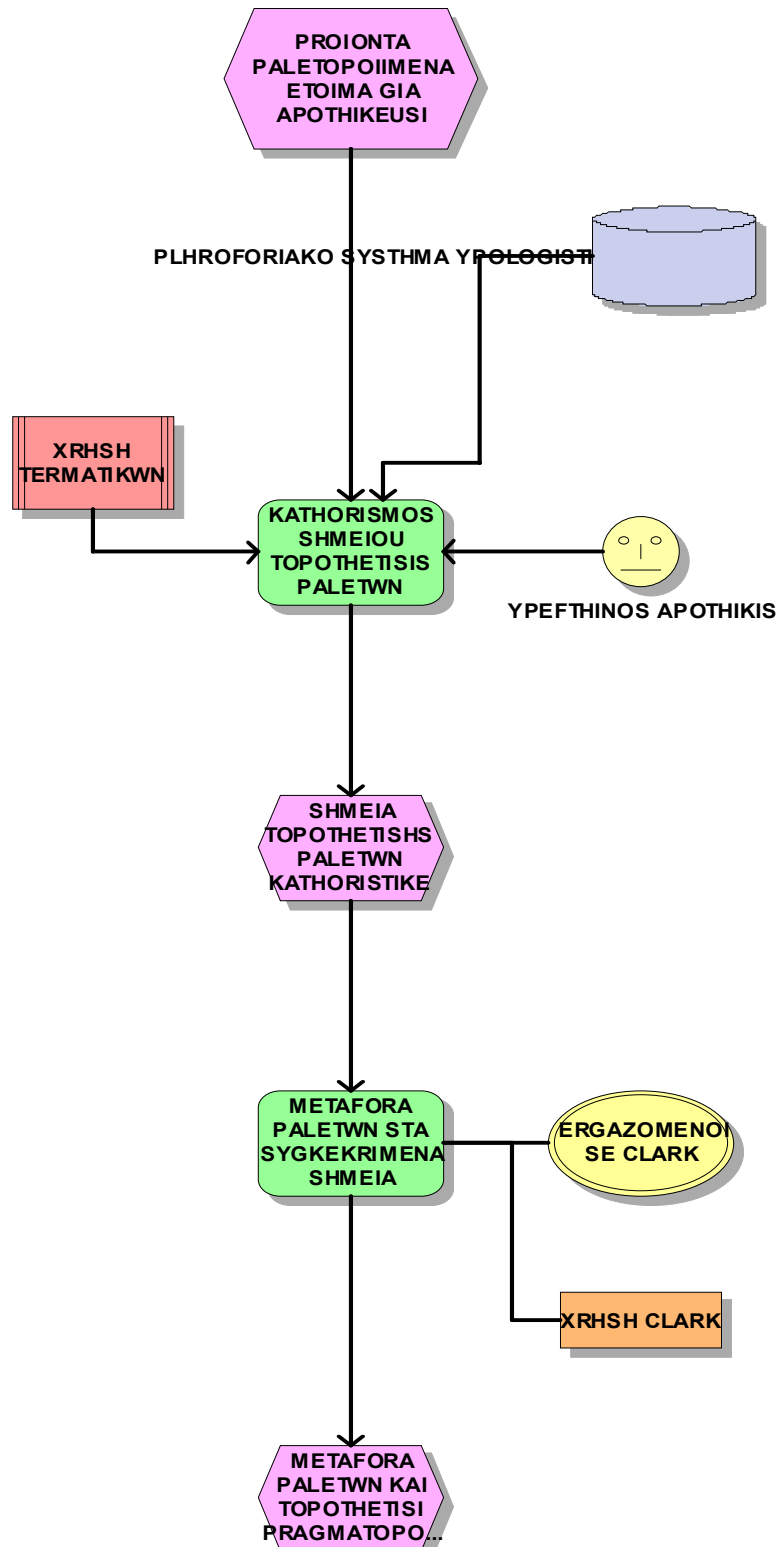 PROIONTA
PALETOPOIIMENA
ETOIMA GIA
APOTHIKEUSI
PLHROFORIAKO SYSTHMA YPOLOGISTI
XRHSH
TERMATIKWN
KATHORISMOS
SHMEIOU
TOPOTHETISIS
PALETWN
YPEFTHINOS APOTHIKIS
SHMEIA
TOPOTHETISHS
PALETWN
KATHORISTIKE
METAFORA
PALETWN STA
SYGKEKRIMENA
SHMEIA
ERGAZOMENOI
SE CLARK
XRHSH CLARK
METAFORA
PALETWN KAI
TOPOTHETISI
PRAGMATOPO...